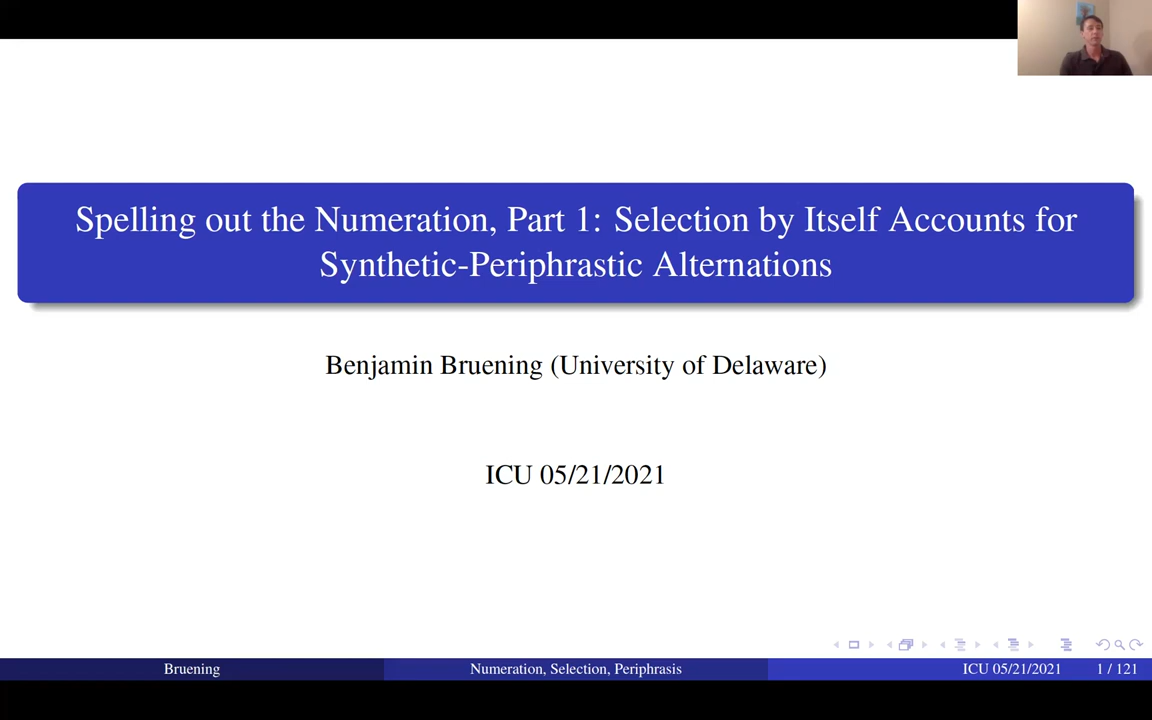 Spelling out the Numeration, Part 1: Selection by Itself Accounts for
Synthetic-Periphrastic Alternations
Benjamin Bruening (University of Delaware)
ICU 05/21/2021
Bruening
Numeration, Selection, Periphrasis
ICU 05/21/2021
1 / 121